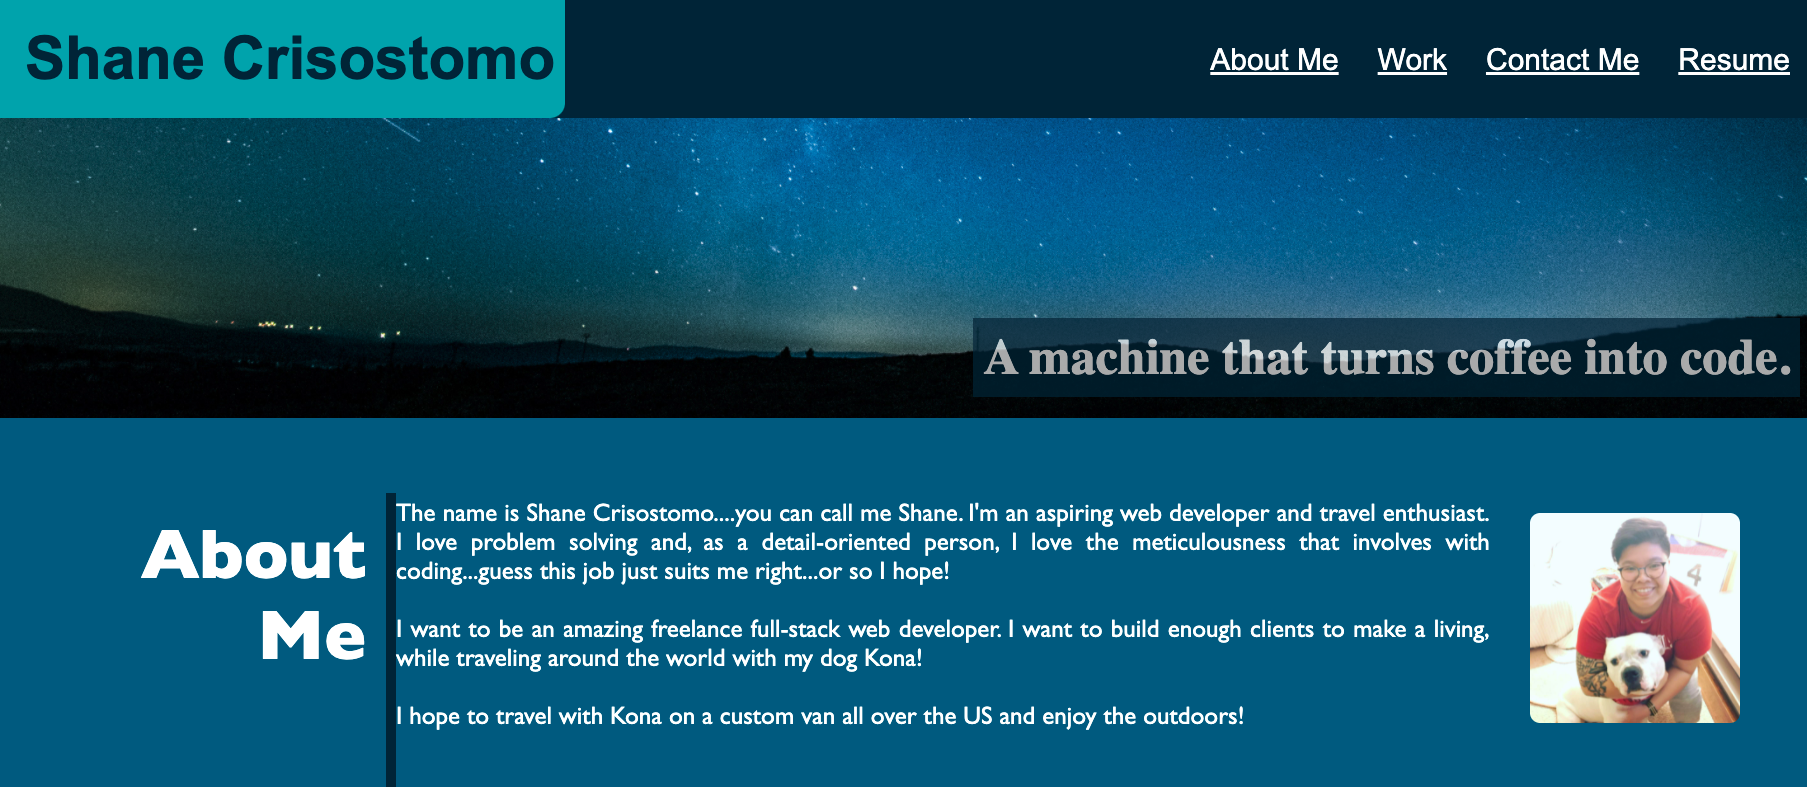 Shane Crisostomo
About Me Work Contact Me Resume
A machine that turns coffee into code.
About
Me
The name is Shane Crisostomo....you can call me Shane. I'm an aspiring web developer and travel enthusiast.
I love problem solving and, as a detail-oriented person, I love the meticulousness that involves with
coding...guess this job just suits me right...or so I hope!
I want to be an amazing freelance full-stack web developer. I want to build enough clients to make a living,
while traveling around the world with my dog Kona!
I hope to travel with Kona on a custom van all over the US and enjoy the outdoors!
4